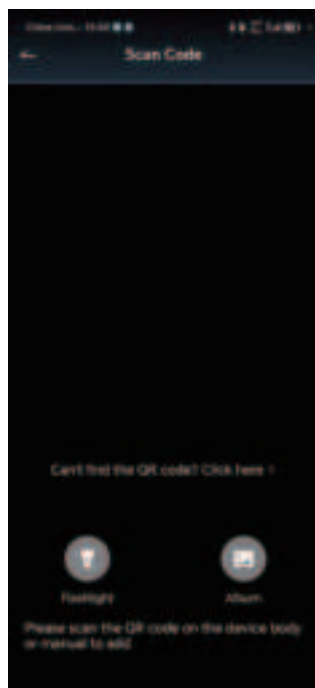 Scan Code
Can't find the QR code? Click here >
Flashlight
Album
Please scan the QR code on the device body
or manual to add